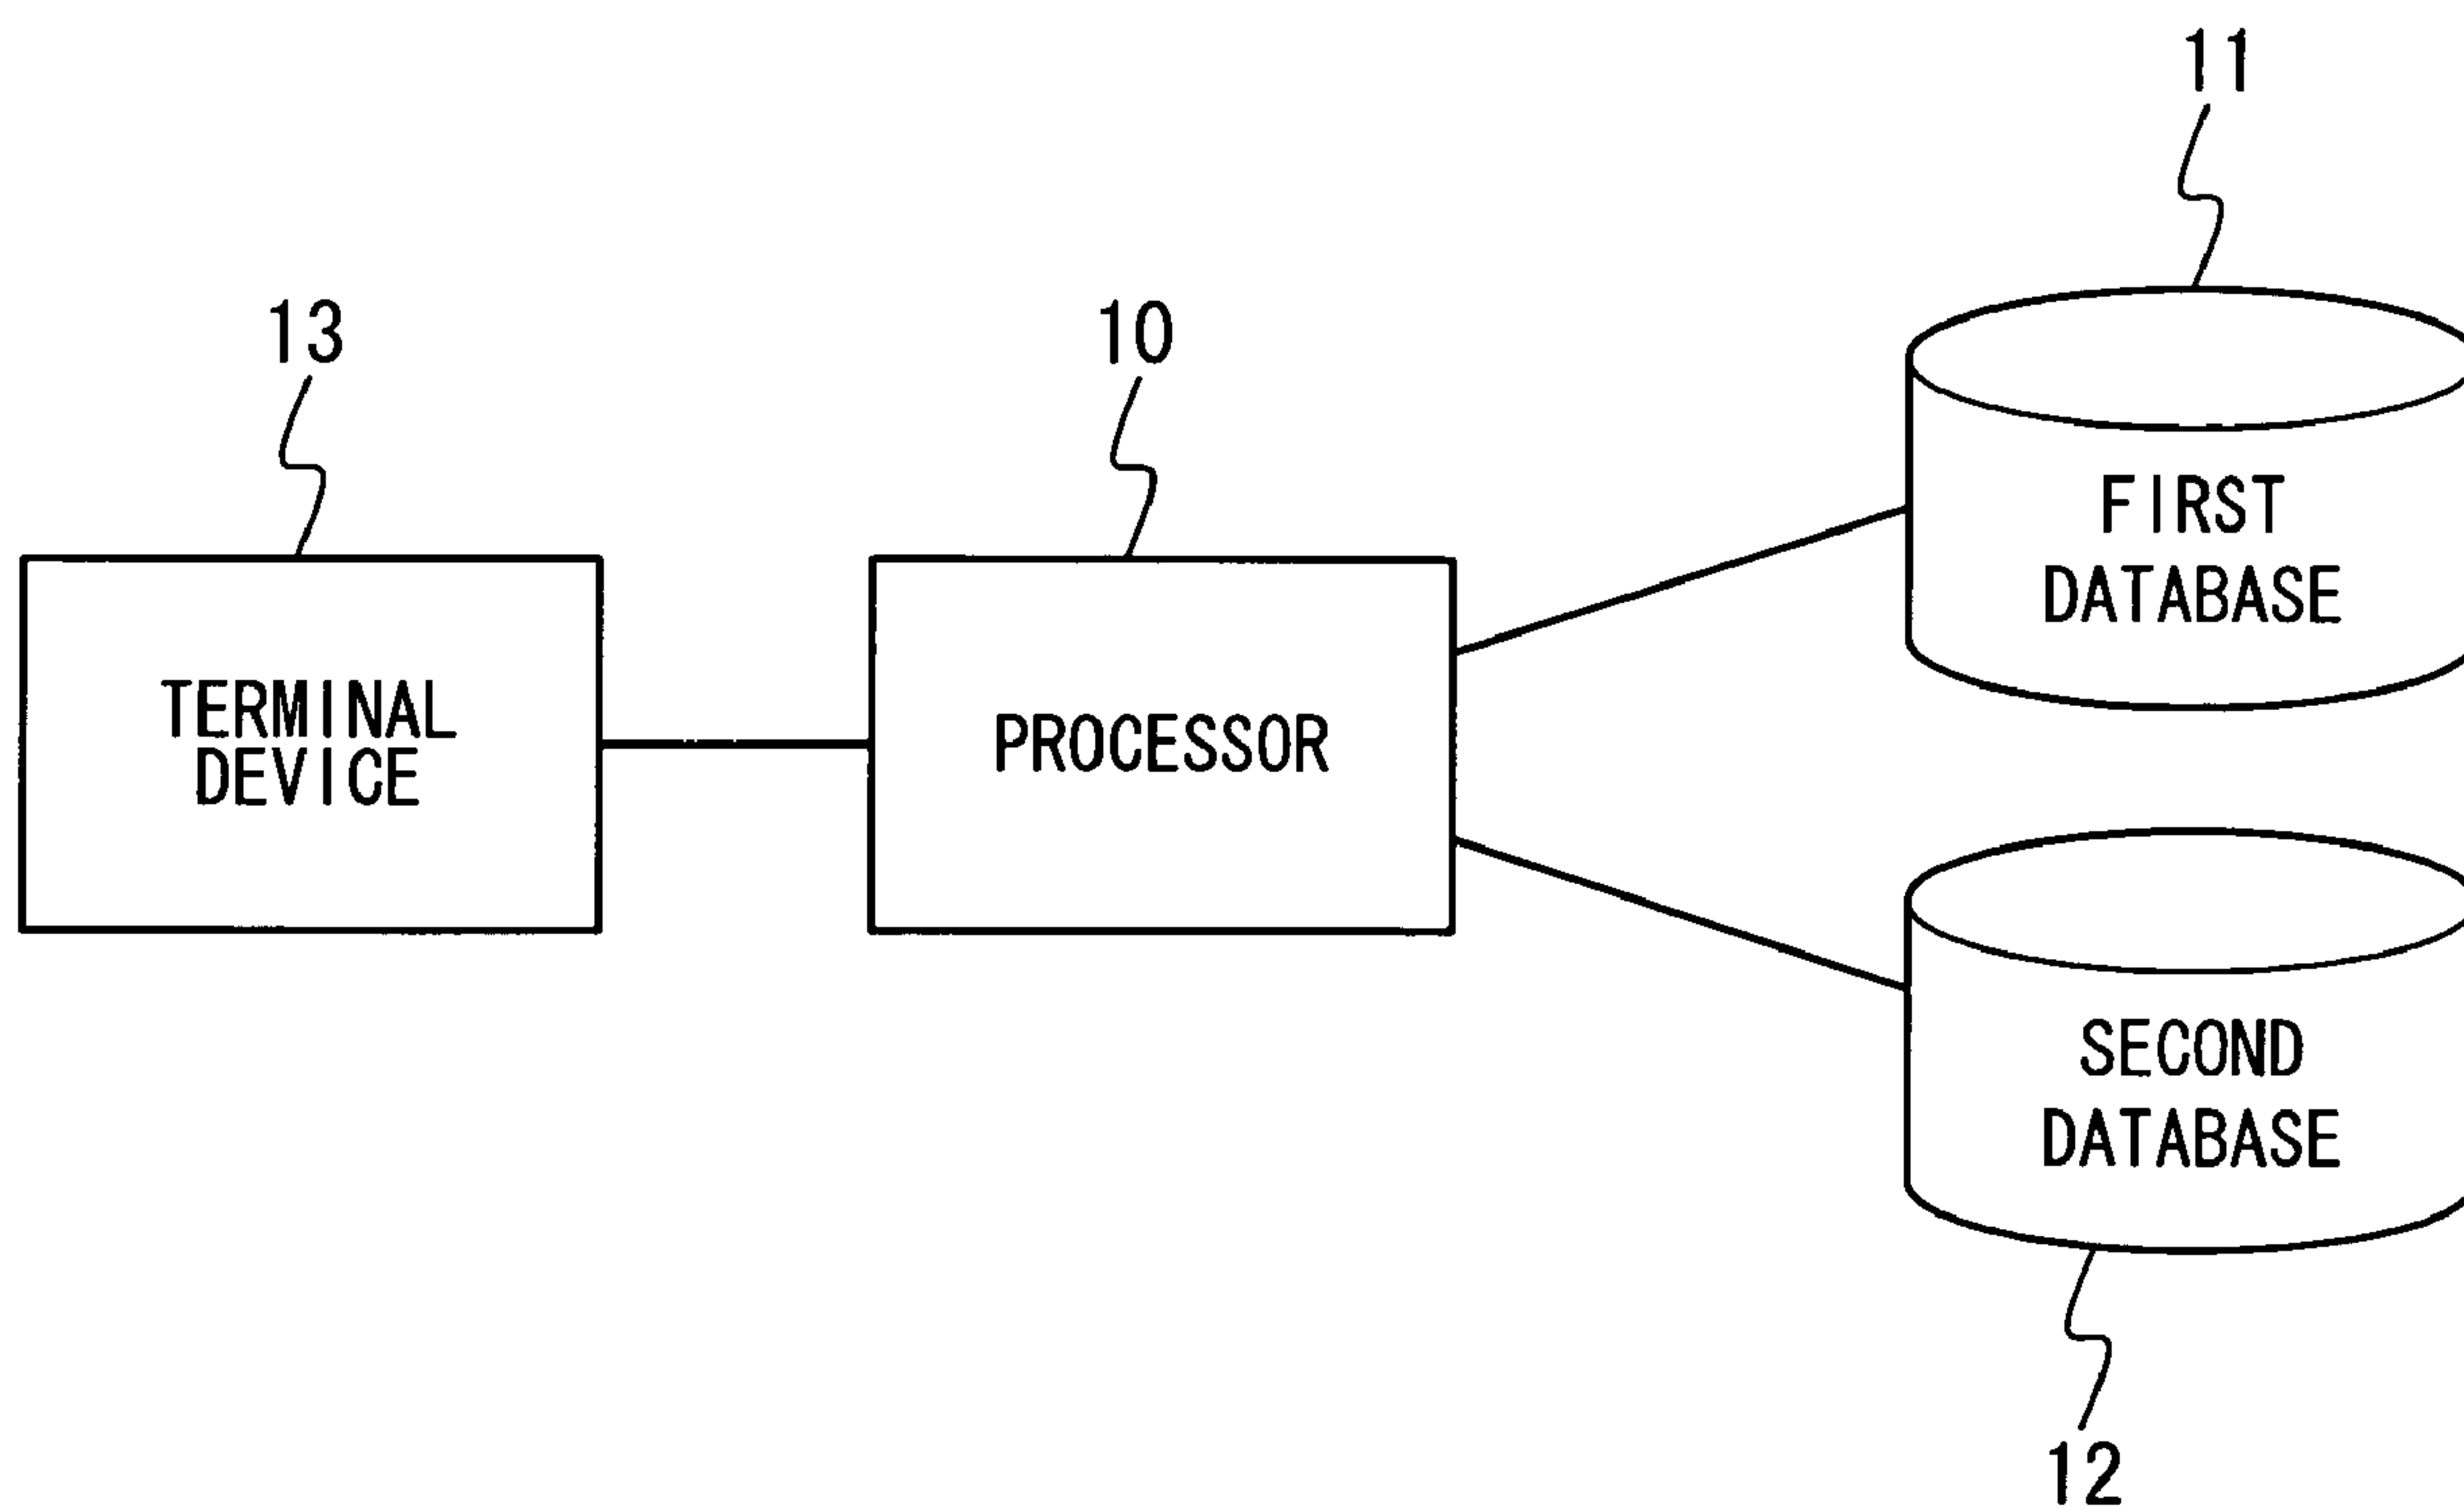 11
13
10
FIRST
DATABASE
TERMINAL
DEVICE
PROCESSOR
SECOND
DATABASE
12